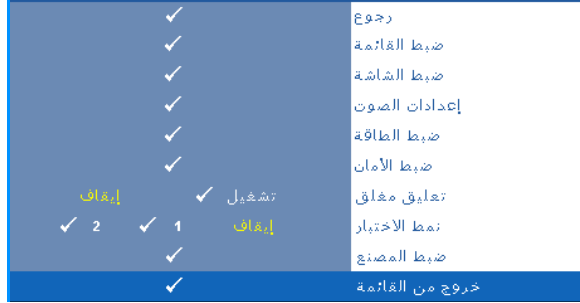 رجوع
ضبط القائمة
ضبط الشاشة
إعدادات الصوت
ضبط الطاقة
ضبط الأمان
تعليق مغلق تشغيل ✓ إيقاف
نمط الاختبار إيقاف 1 ✓ 2 ✓
ضبط المصنع
خروج من القائمة